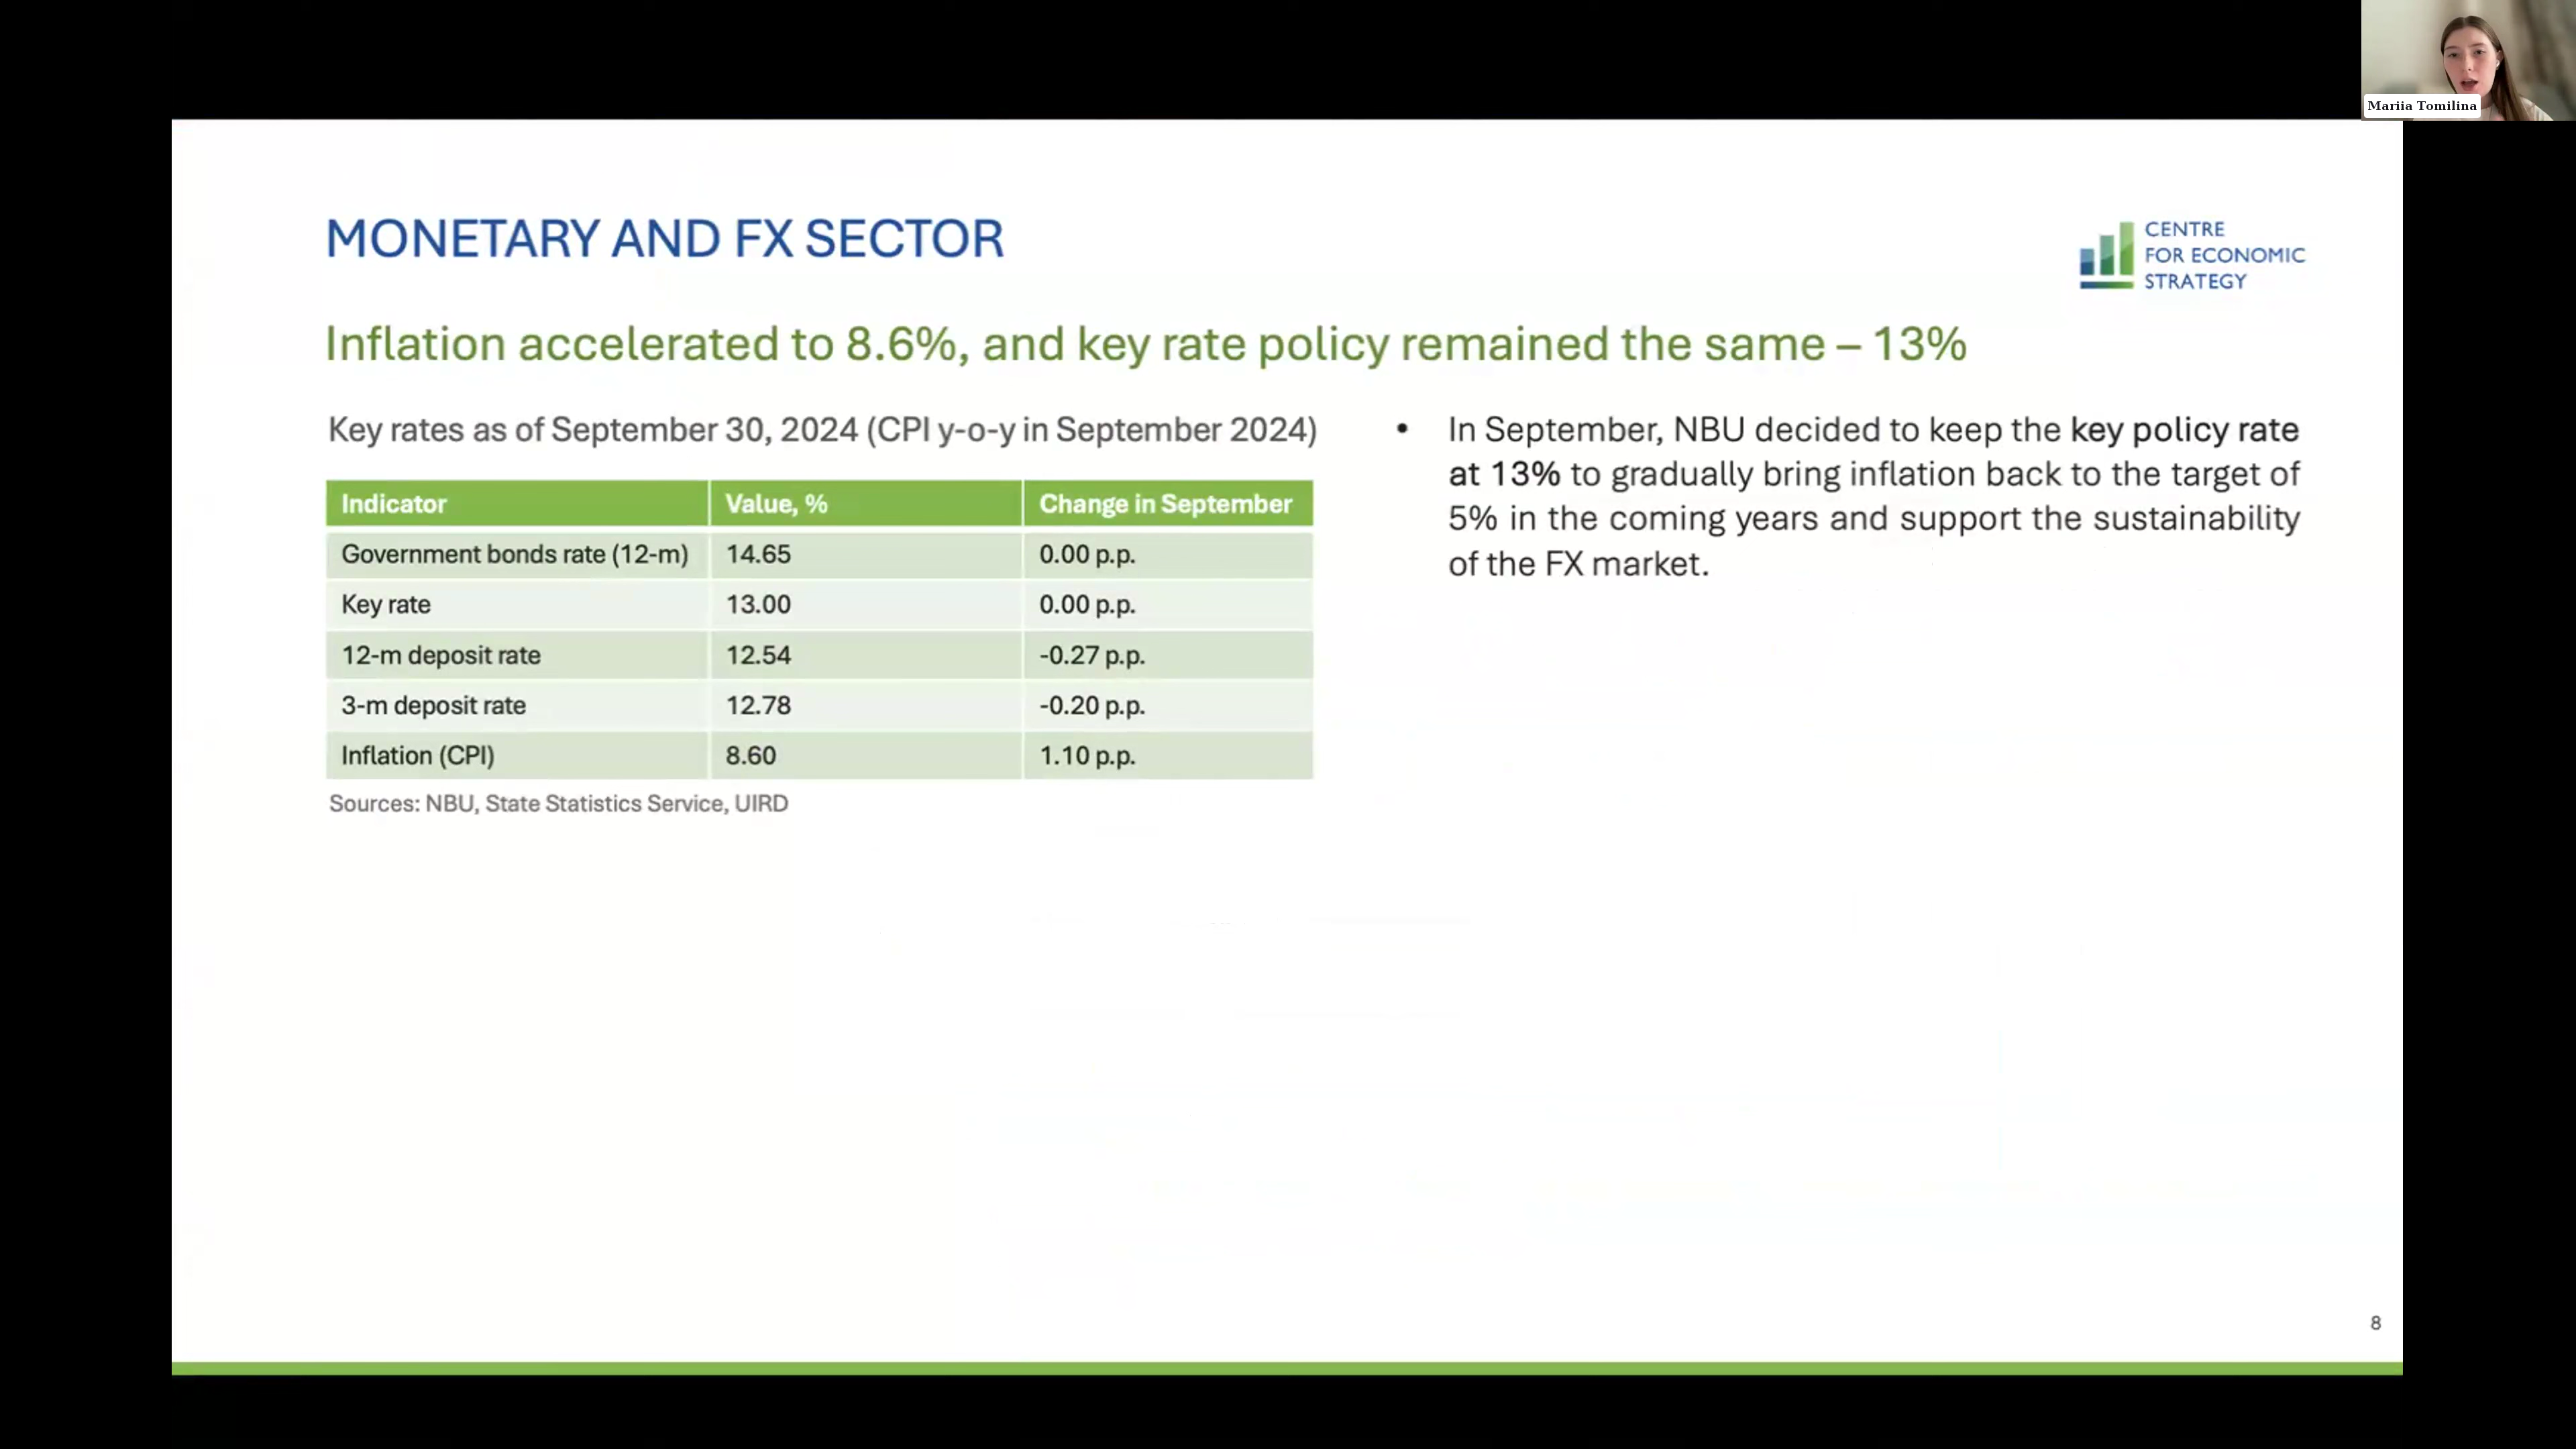 Mariia Tomilina
MONETARY AND FX SECTOR
CENTRE
FOR ECONOMIC
STRATEGY
Inflation accelerated to 8.6%, and key rate policy remained the same – 13%
Key rates as of September 30, 2024 (CPI y-o-y in September 2024)
Indicator Value, % Change in September
Government bonds rate (12-m) 14.65 0.00 p.p.
Key rate 13.00 0.00 p.p.
12-m deposit rate 12.54 -0.27 p.p.
3-m deposit rate 12.78 -0.20 p.p.
Inflation (CPI) 8.60 1.10 p.p.
Sources: NBU, State Statistics Service, UIRD
• In September, NBU decided to keep the key policy rate
at 13% to gradually bring inflation back to the target of
5% in the coming years and support the sustainability
of the FX market.
8